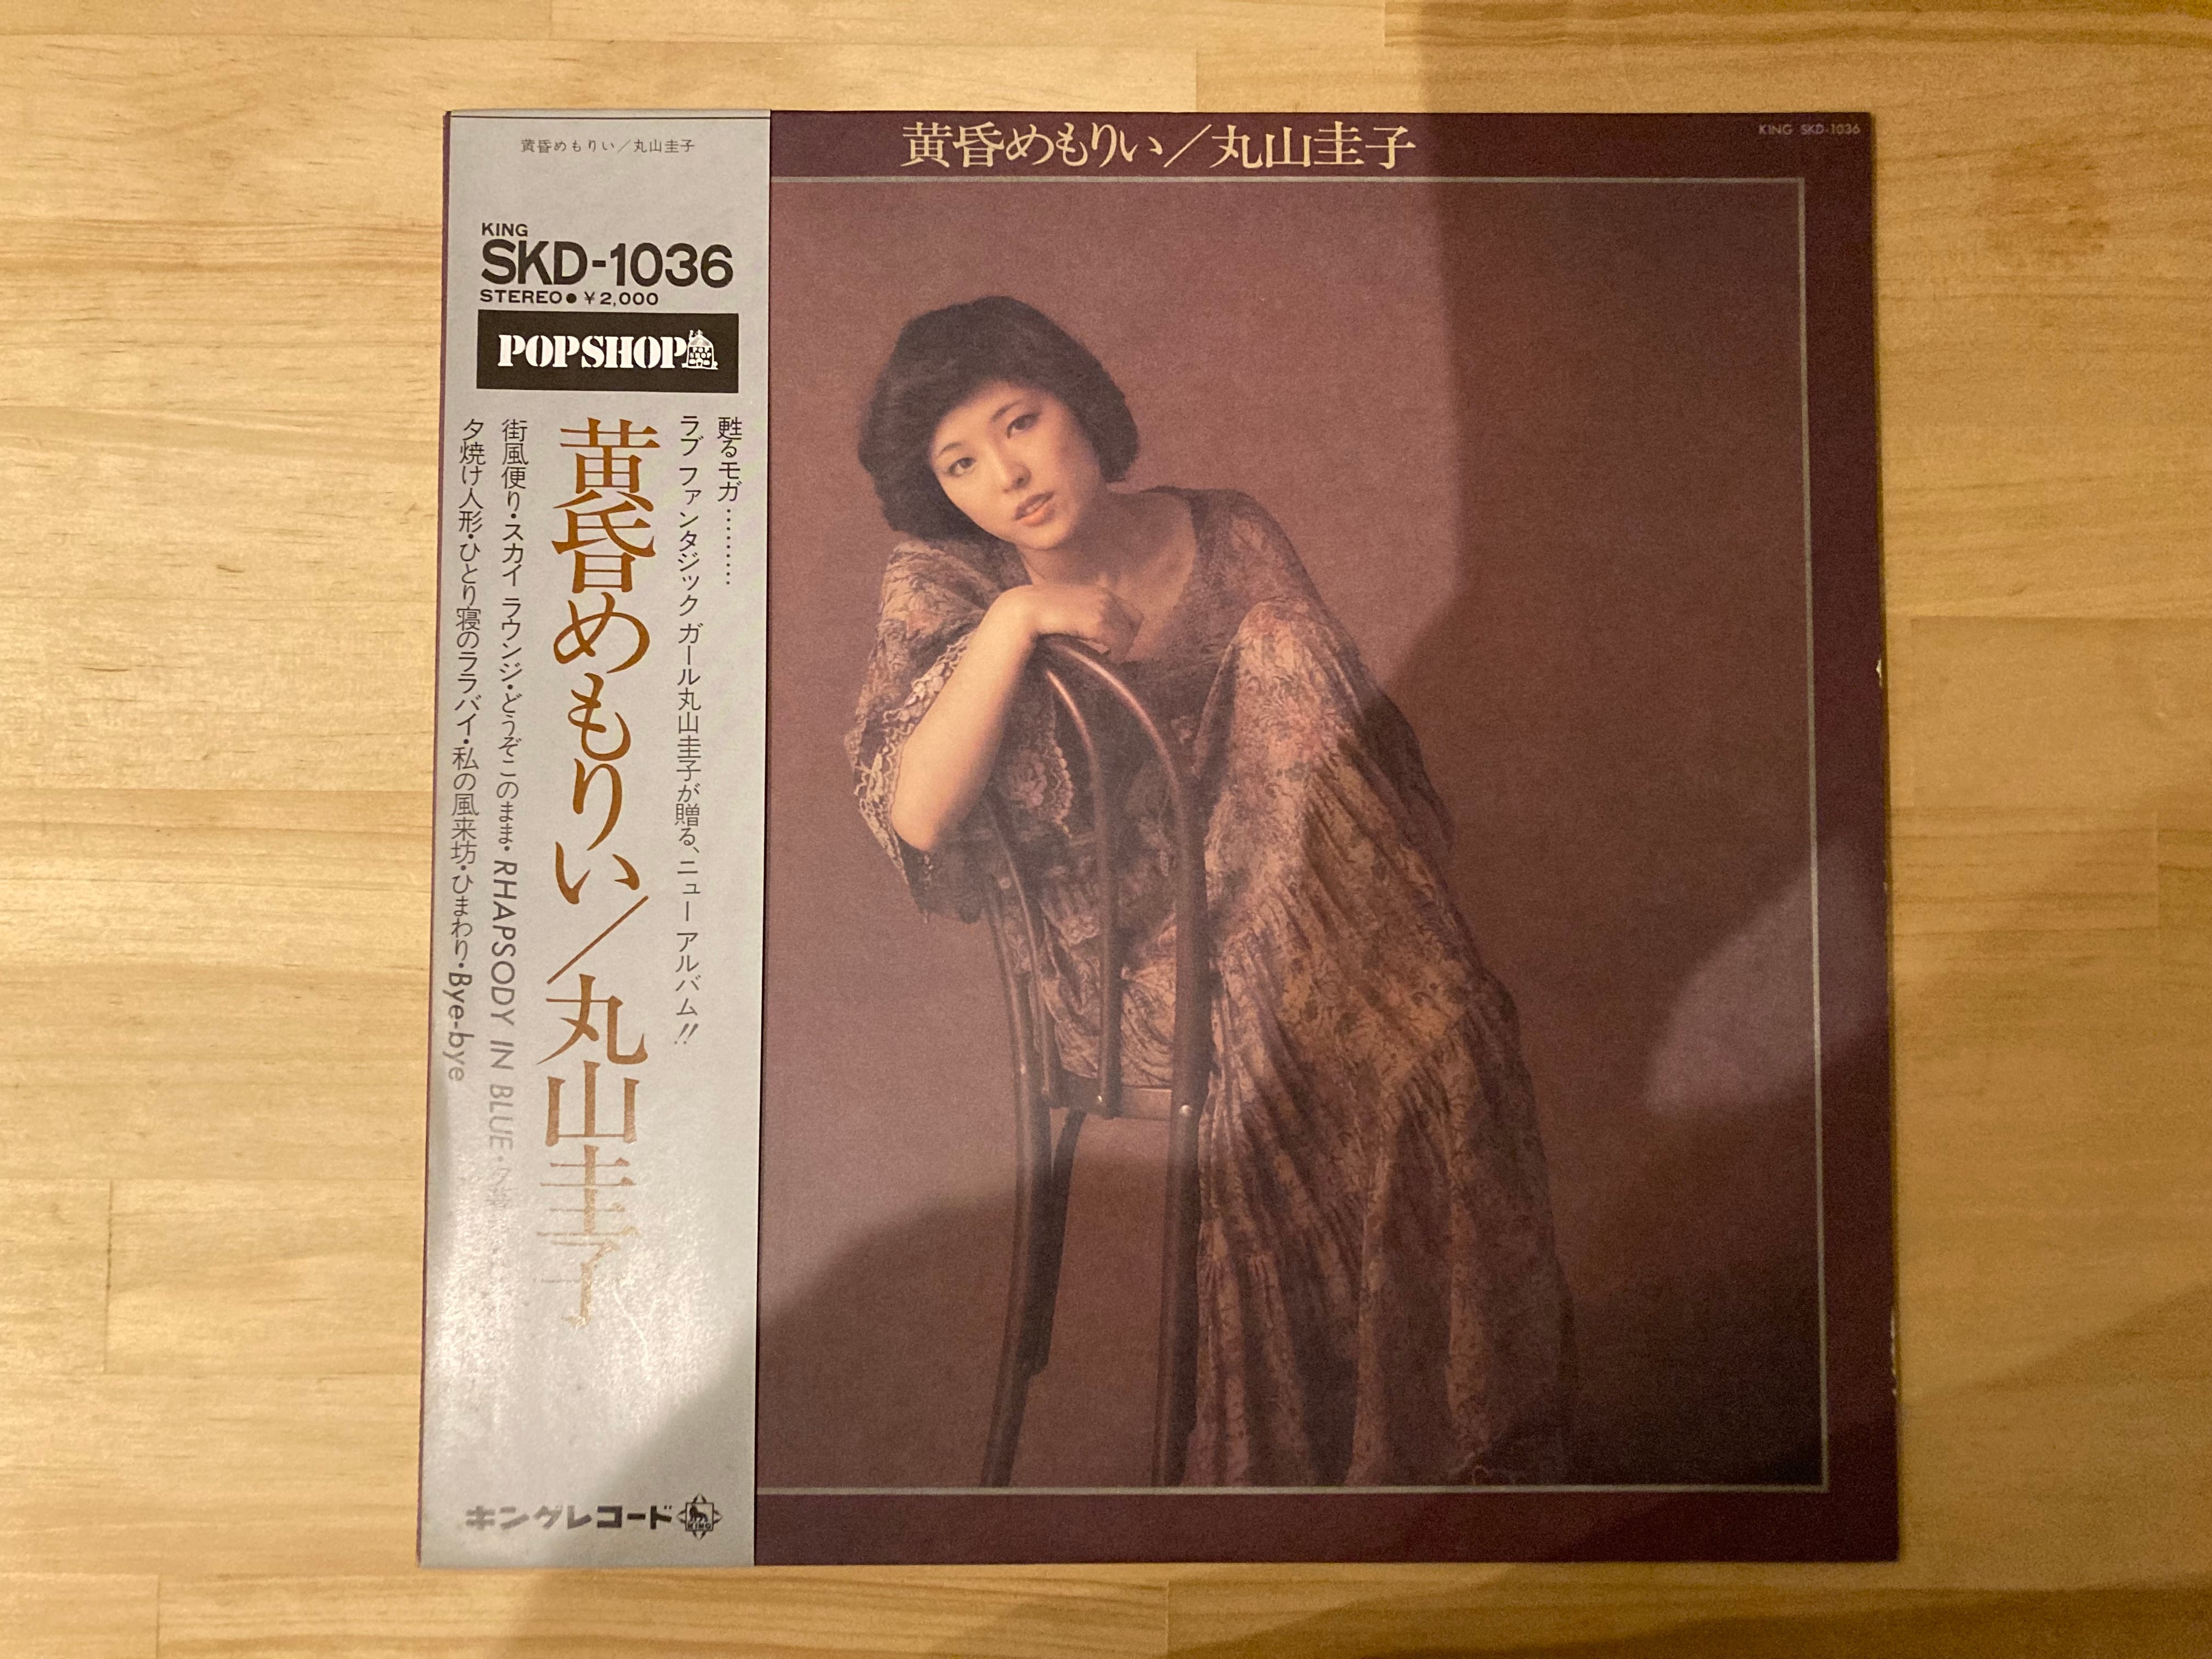 黄昏めもりい／丸山圭子
KING
SKD-1036
STEREO●￥2,000
POPSHOP
POP
SHOP
甦るモガ…………
ラブ ファンタジック ガール丸山圭子が贈る、ニュー アルバム!!
黄昏めもりい／丸山圭子
街風便り・スカイ ラウンジ・どうぞこのまま・RHAPSODY IN BLUE・夕暮
夕焼け人形・ひとり寝のララバイ・私の風来坊・ひまわり・Bye-bye
キングレコード
KING
黄昏めもりい／丸山圭子
KING SKD-1036